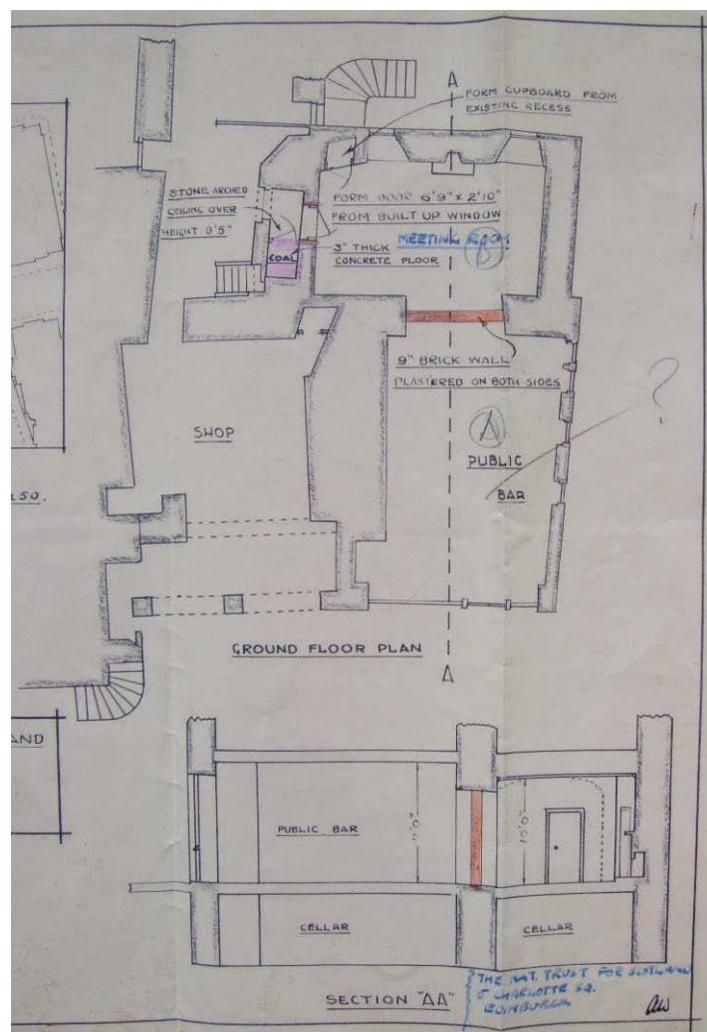 A
FORM CUPBOARD FROM
EXISTING RECESS
STONE ARCHED
CEILING OVER
HEIGHT 9'5"
FORM DOOR 6'9" x 2'10"
FROM BUILT UP WINDOW
MEETING ROOM
B
3" THICK
CONCRETE FLOOR
COAL
9" BRICK WALL
PLASTERED ON BOTH SIDES
SHOP
A
?
PUBLIC
BAR
50.
GROUND FLOOR PLAN
A
AND
PUBLIC BAR
11'0"
10'0"
CELLAR
CELLAR
SECTION "AA"
THE NAT. TRUST FOR SCOTLAND
5 CHARLOTTE SQ.
EDINBURGH